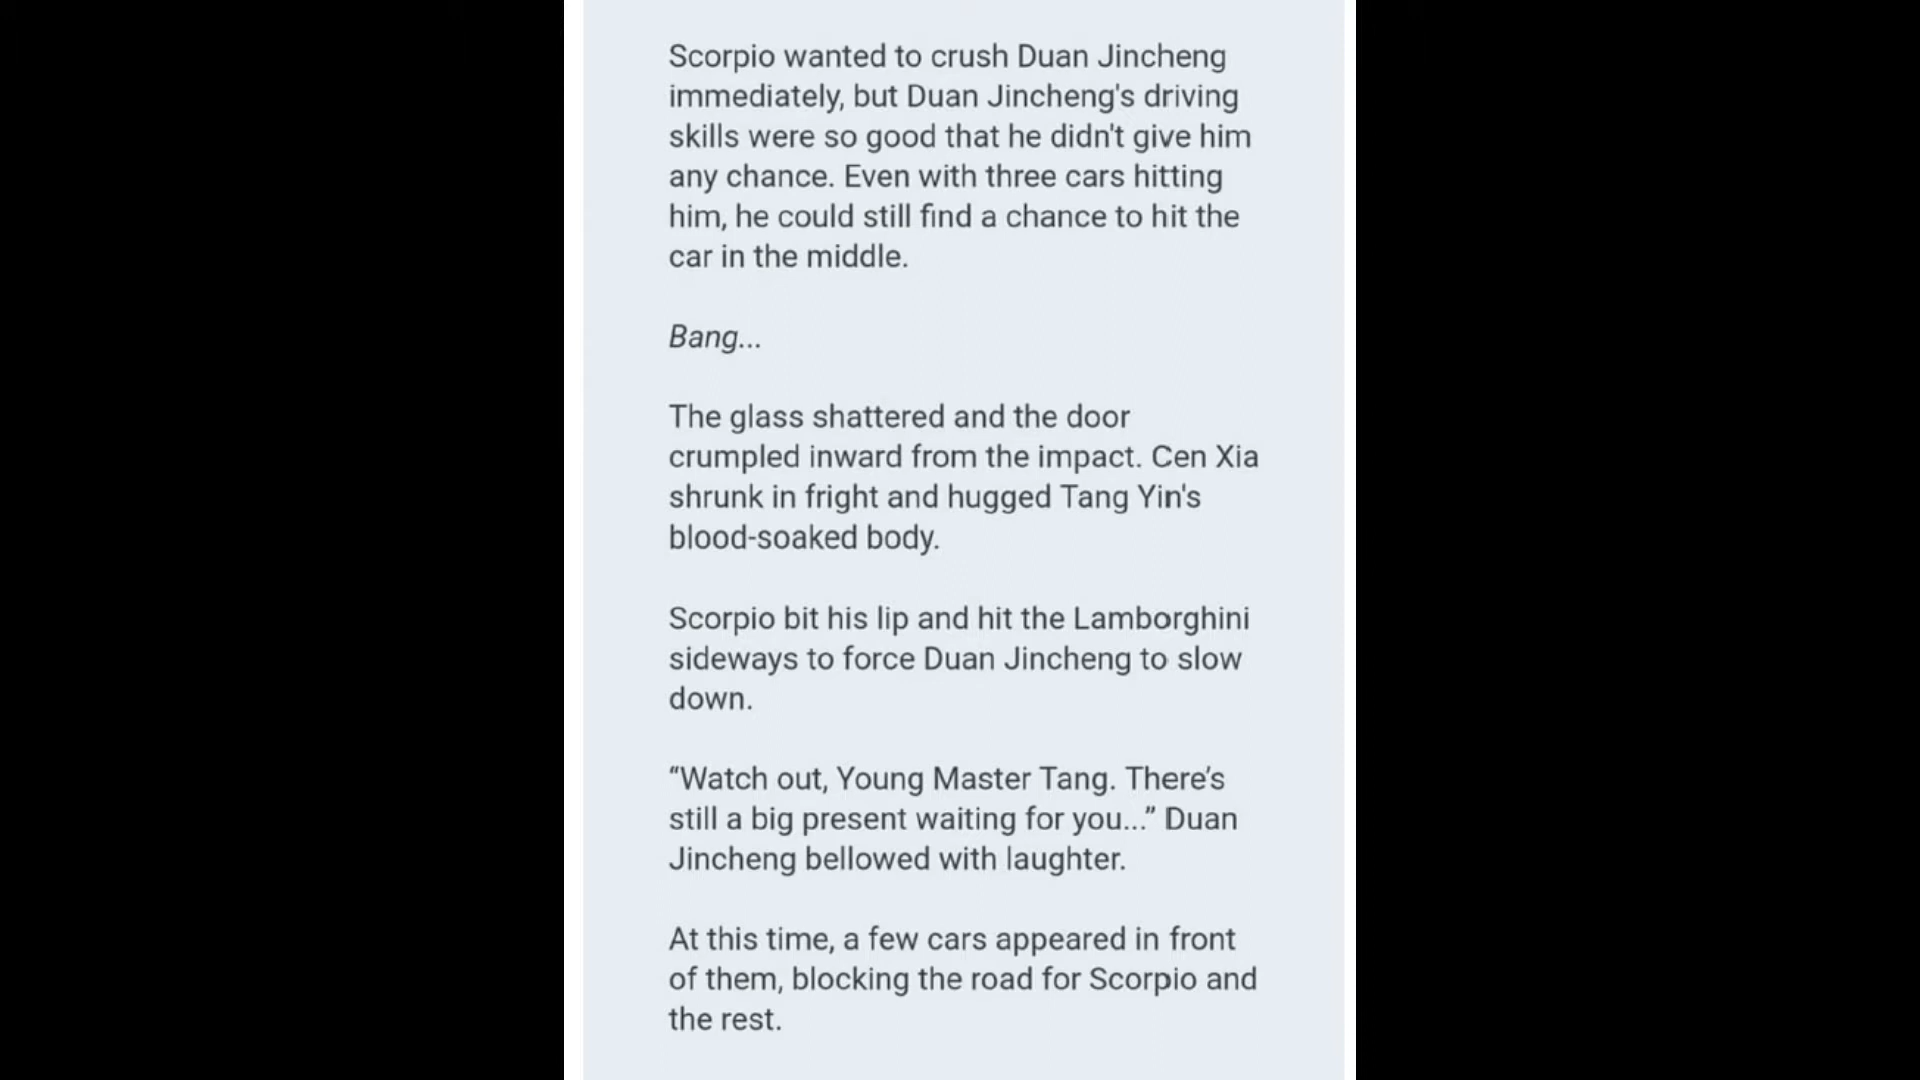 Scorpio wanted to crush Duan Jincheng
immediately, but Duan Jincheng's driving
skills were so good that he didn't give him
any chance. Even with three cars hitting
him, he could still find a chance to hit the
car in the middle.
Bang...
The glass shattered and the door
crumpled inward from the impact. Cen Xia
shrunk in fright and hugged Tang Yin's
blood-soaked body.
Scorpio bit his lip and hit the Lamborghini
sideways to force Duan Jincheng to slow
down.
“Watch out, Young Master Tang. There’s
still a big present waiting for you...” Duan
Jincheng bellowed with laughter.
At this time, a few cars appeared in front
of them, blocking the road for Scorpio and
the rest.